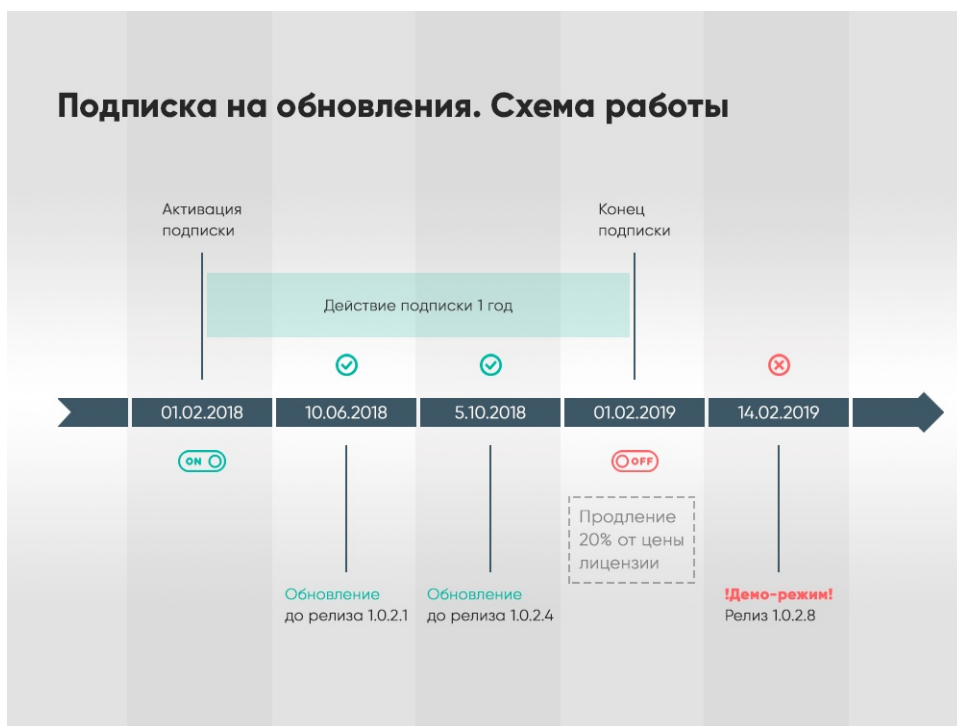 Подписка на обновления. Схема работы
Активация
подписки
Конец
подписки
Действие подписки 1 год
01.02.2018
10.06.2018
5.10.2018
01.02.2019
14.02.2019
ON
OFF
Продление
20% от цены
лицензии
Обновление
до релиза 1.0.2.1
Обновление
до релиза 1.0.2.4
!Демо-режим!
Релиз 1.0.2.8